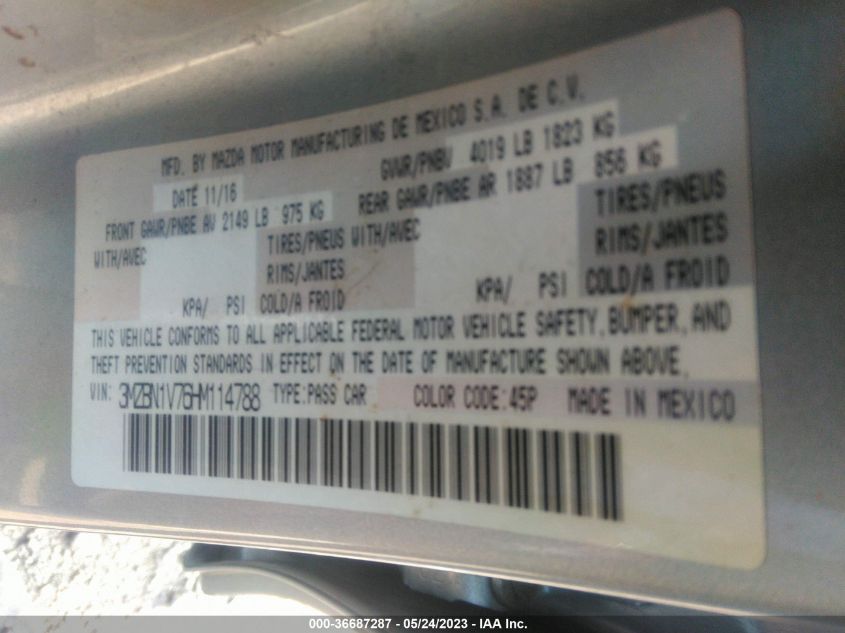 MFD. BY MAZDA MOTOR MANUFACTURING DE MEXICO S.A. DE C.V.
DATE 11/16 GVWR/PNBV 4019 LB 1823 KG
FRONT GAWR/PNBE AV 2149 LB 975 KG REAR GAWR/PNBE AR 1887 LB 856 KG
WITH/AVEC TIRES/PNEUS WITH/AVEC TIRES/PNEUS
RIMS/JANTES RIMS/JANTES
KPA/ PSI COLD/A FROID KPA/ PSI COLD/A FROID
THIS VEHICLE CONFORMS TO ALL APPLICABLE FEDERAL MOTOR VEHICLE SAFETY, BUMPER, AND
THEFT PREVENTION STANDARDS IN EFFECT ON THE DATE OF MANUFACTURE SHOWN ABOVE.
VIN: 3MZBN1V76HM114788 TYPE:PASS CAR COLOR CODE:45P MADE IN MEXICO
000-36687287 - 05/24/2023 - IAA Inc.